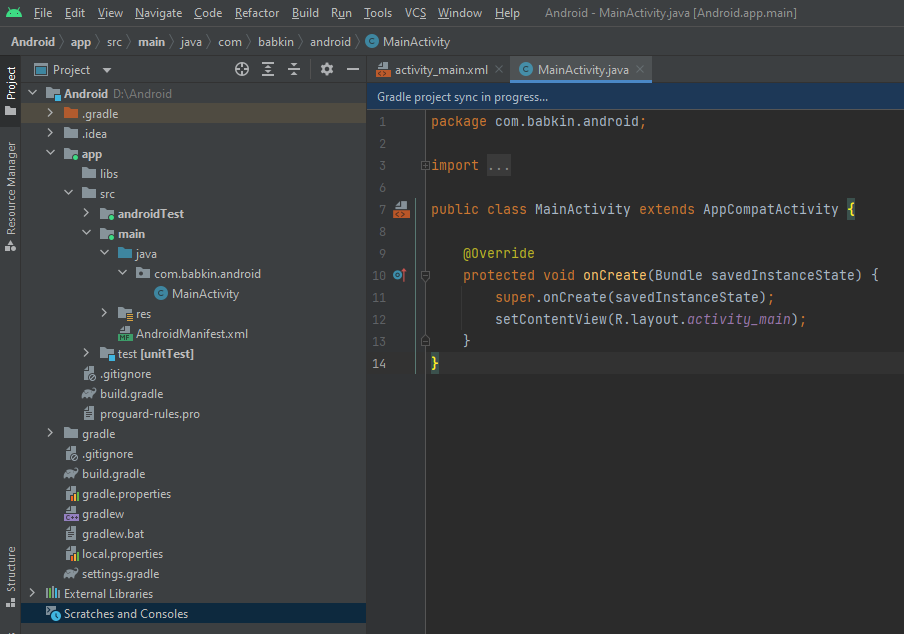 File Edit View Navigate Code Refactor Build Run Tools VCS Window Help Android - MainActivity.java [Android.app.main]
Android app src main java com babkin android MainActivity
Project
activity_main.xml MainActivity.java
Gradle project sync in progress...
Project
Resource Manager
Structure
Android D:\Android
.gradle
.idea
app
libs
src
androidTest
main
java
com.babkin.android
MainActivity
res
AndroidManifest.xml
test [unitTest]
.gitignore
build.gradle
proguard-rules.pro
gradle
.gitignore
build.gradle
gradle.properties
gradlew
gradlew.bat
local.properties
settings.gradle
External Libraries
Scratches and Consoles
1 package com.babkin.android;
2
3 import ...
6
7 public class MainActivity extends AppCompatActivity {
8
9 @Override
10 protected void onCreate(Bundle savedInstanceState) {
11 super.onCreate(savedInstanceState);
12 setContentView(R.layout.activity_main);
13 }
14 }